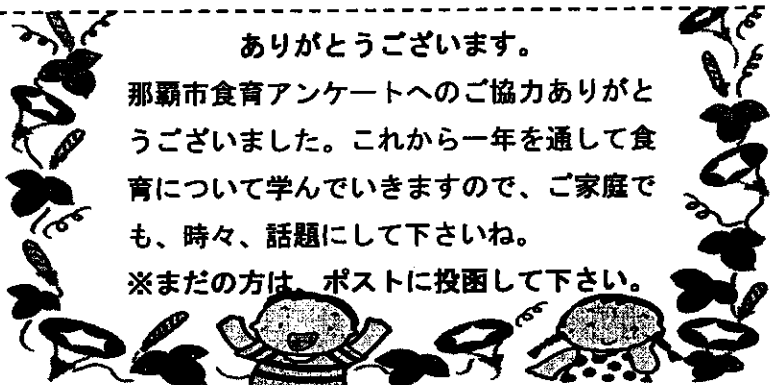 ありがとうございます。
那覇市食育アンケートへのご協力ありがと
うございました。これから一年を通して食
育について学んでいきますので、ご家庭で
も、時々、話題にして下さいね。
※まだの方は、ポストに投函して下さい。